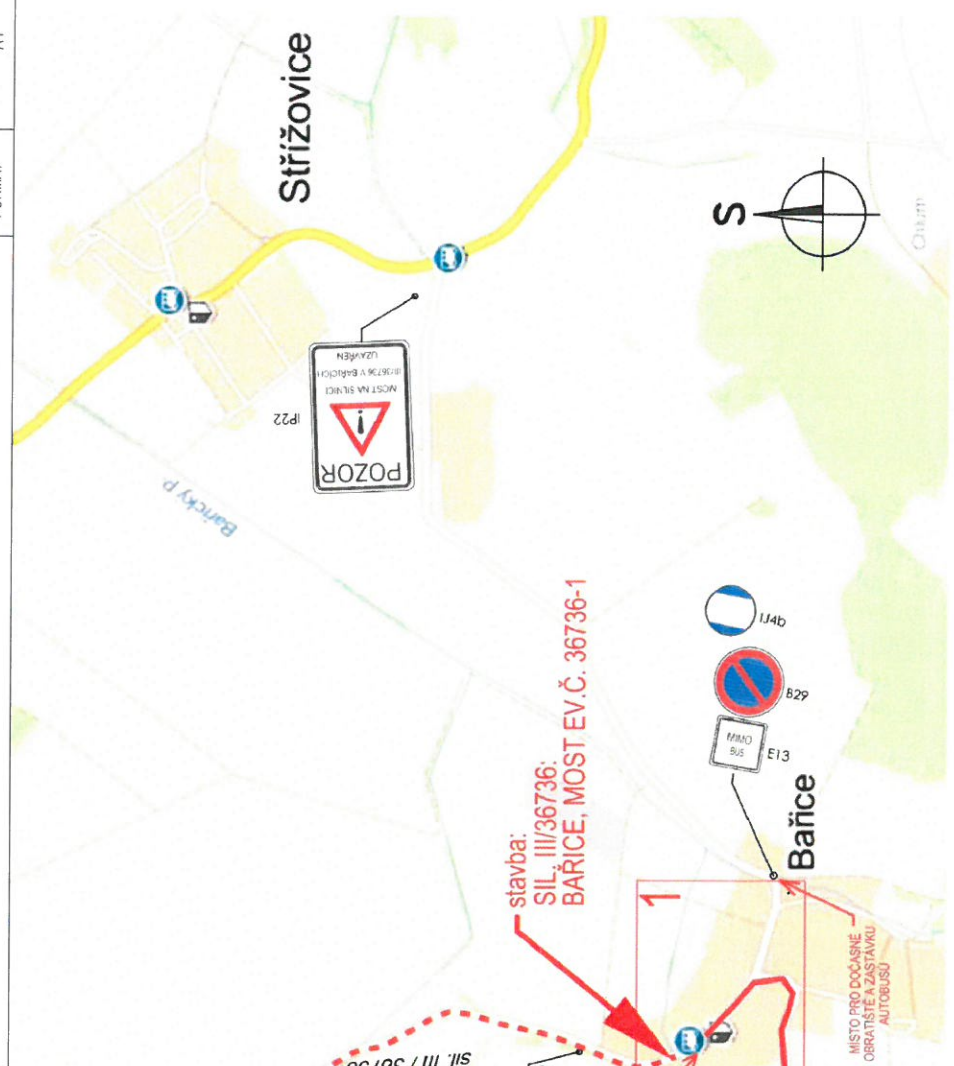 Střížovice
S
IP22
POZOR
MOST NA SILNICI
III/36736 V BAŘICÍCH
UZAVŘEN
Bařický P.
stavba:
SIL. III/36736:
BAŘICE, MOST EV.Č. 36736-1
IJ4b
B29
MIMO
BUS
E13
Bařice
1
MÍSTO PRO DOČASNÉ
OBRATIŠTĚ A ZASTÁVKU
AUTOBUSŮ
sil. III /